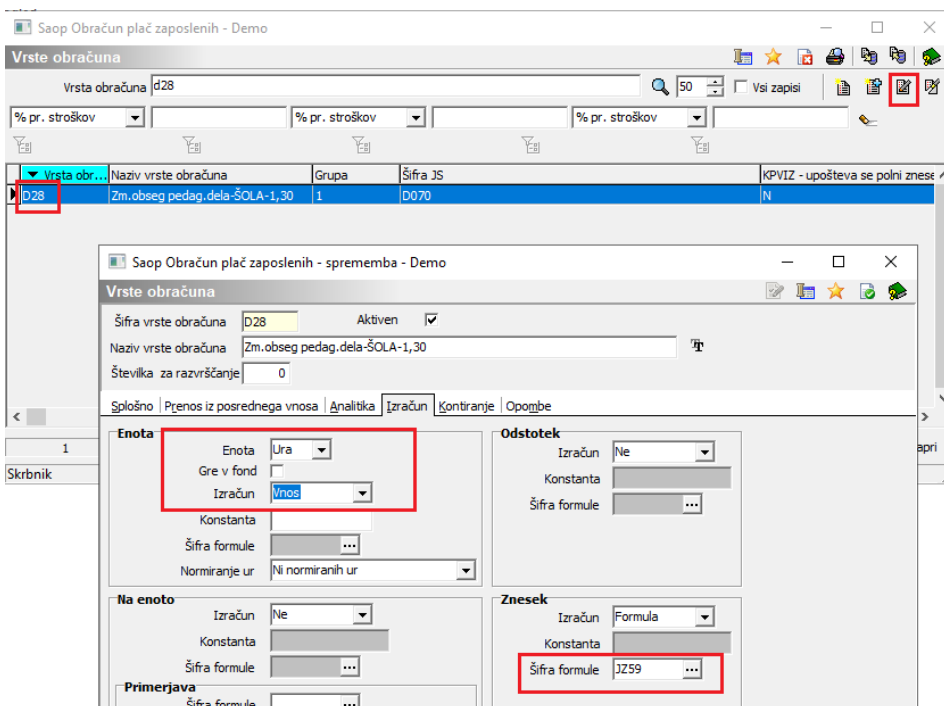 Saop Obračun plač zaposlenih - Demo
Vrste obračuna
Vrsta obračuna d28 50 Vsi zapisi
% pr. stroškov % pr. stroškov % pr. stroškov
Vrsta obr... Naziv vrste obračuna Grupa Šifra JS KPVIZ - upošteva se polni znese
D28 Zm.obseg pedag.dela-ŠOLA-1,30 1 D070 N
Saop Obračun plač zaposlenih - sprememba - Demo
Vrste obračuna
Šifra vrste obračuna D28 Aktiven
Naziv vrste obračuna Zm.obseg pedag.dela-ŠOLA-1,30
Številka za razvrščanje 0
Splošno Prenos iz posrednega vnosa Analitika Izračun Kontiranje Opombe
1 apri
Skrbnik
Enota
Enota Ura
Gre v fond
Izračun Vnos
Konstanta
Šifra formule ...
Normiranje ur Ni normiranih ur
Odstotek
Izračun Ne
Konstanta
Šifra formule ...
Na enoto
Izračun Ne
Konstanta
Šifra formule ...
Primerjava
Šifra formule ...
Znesek
Izračun Formula
Konstanta
Šifra formule JZ59 ...